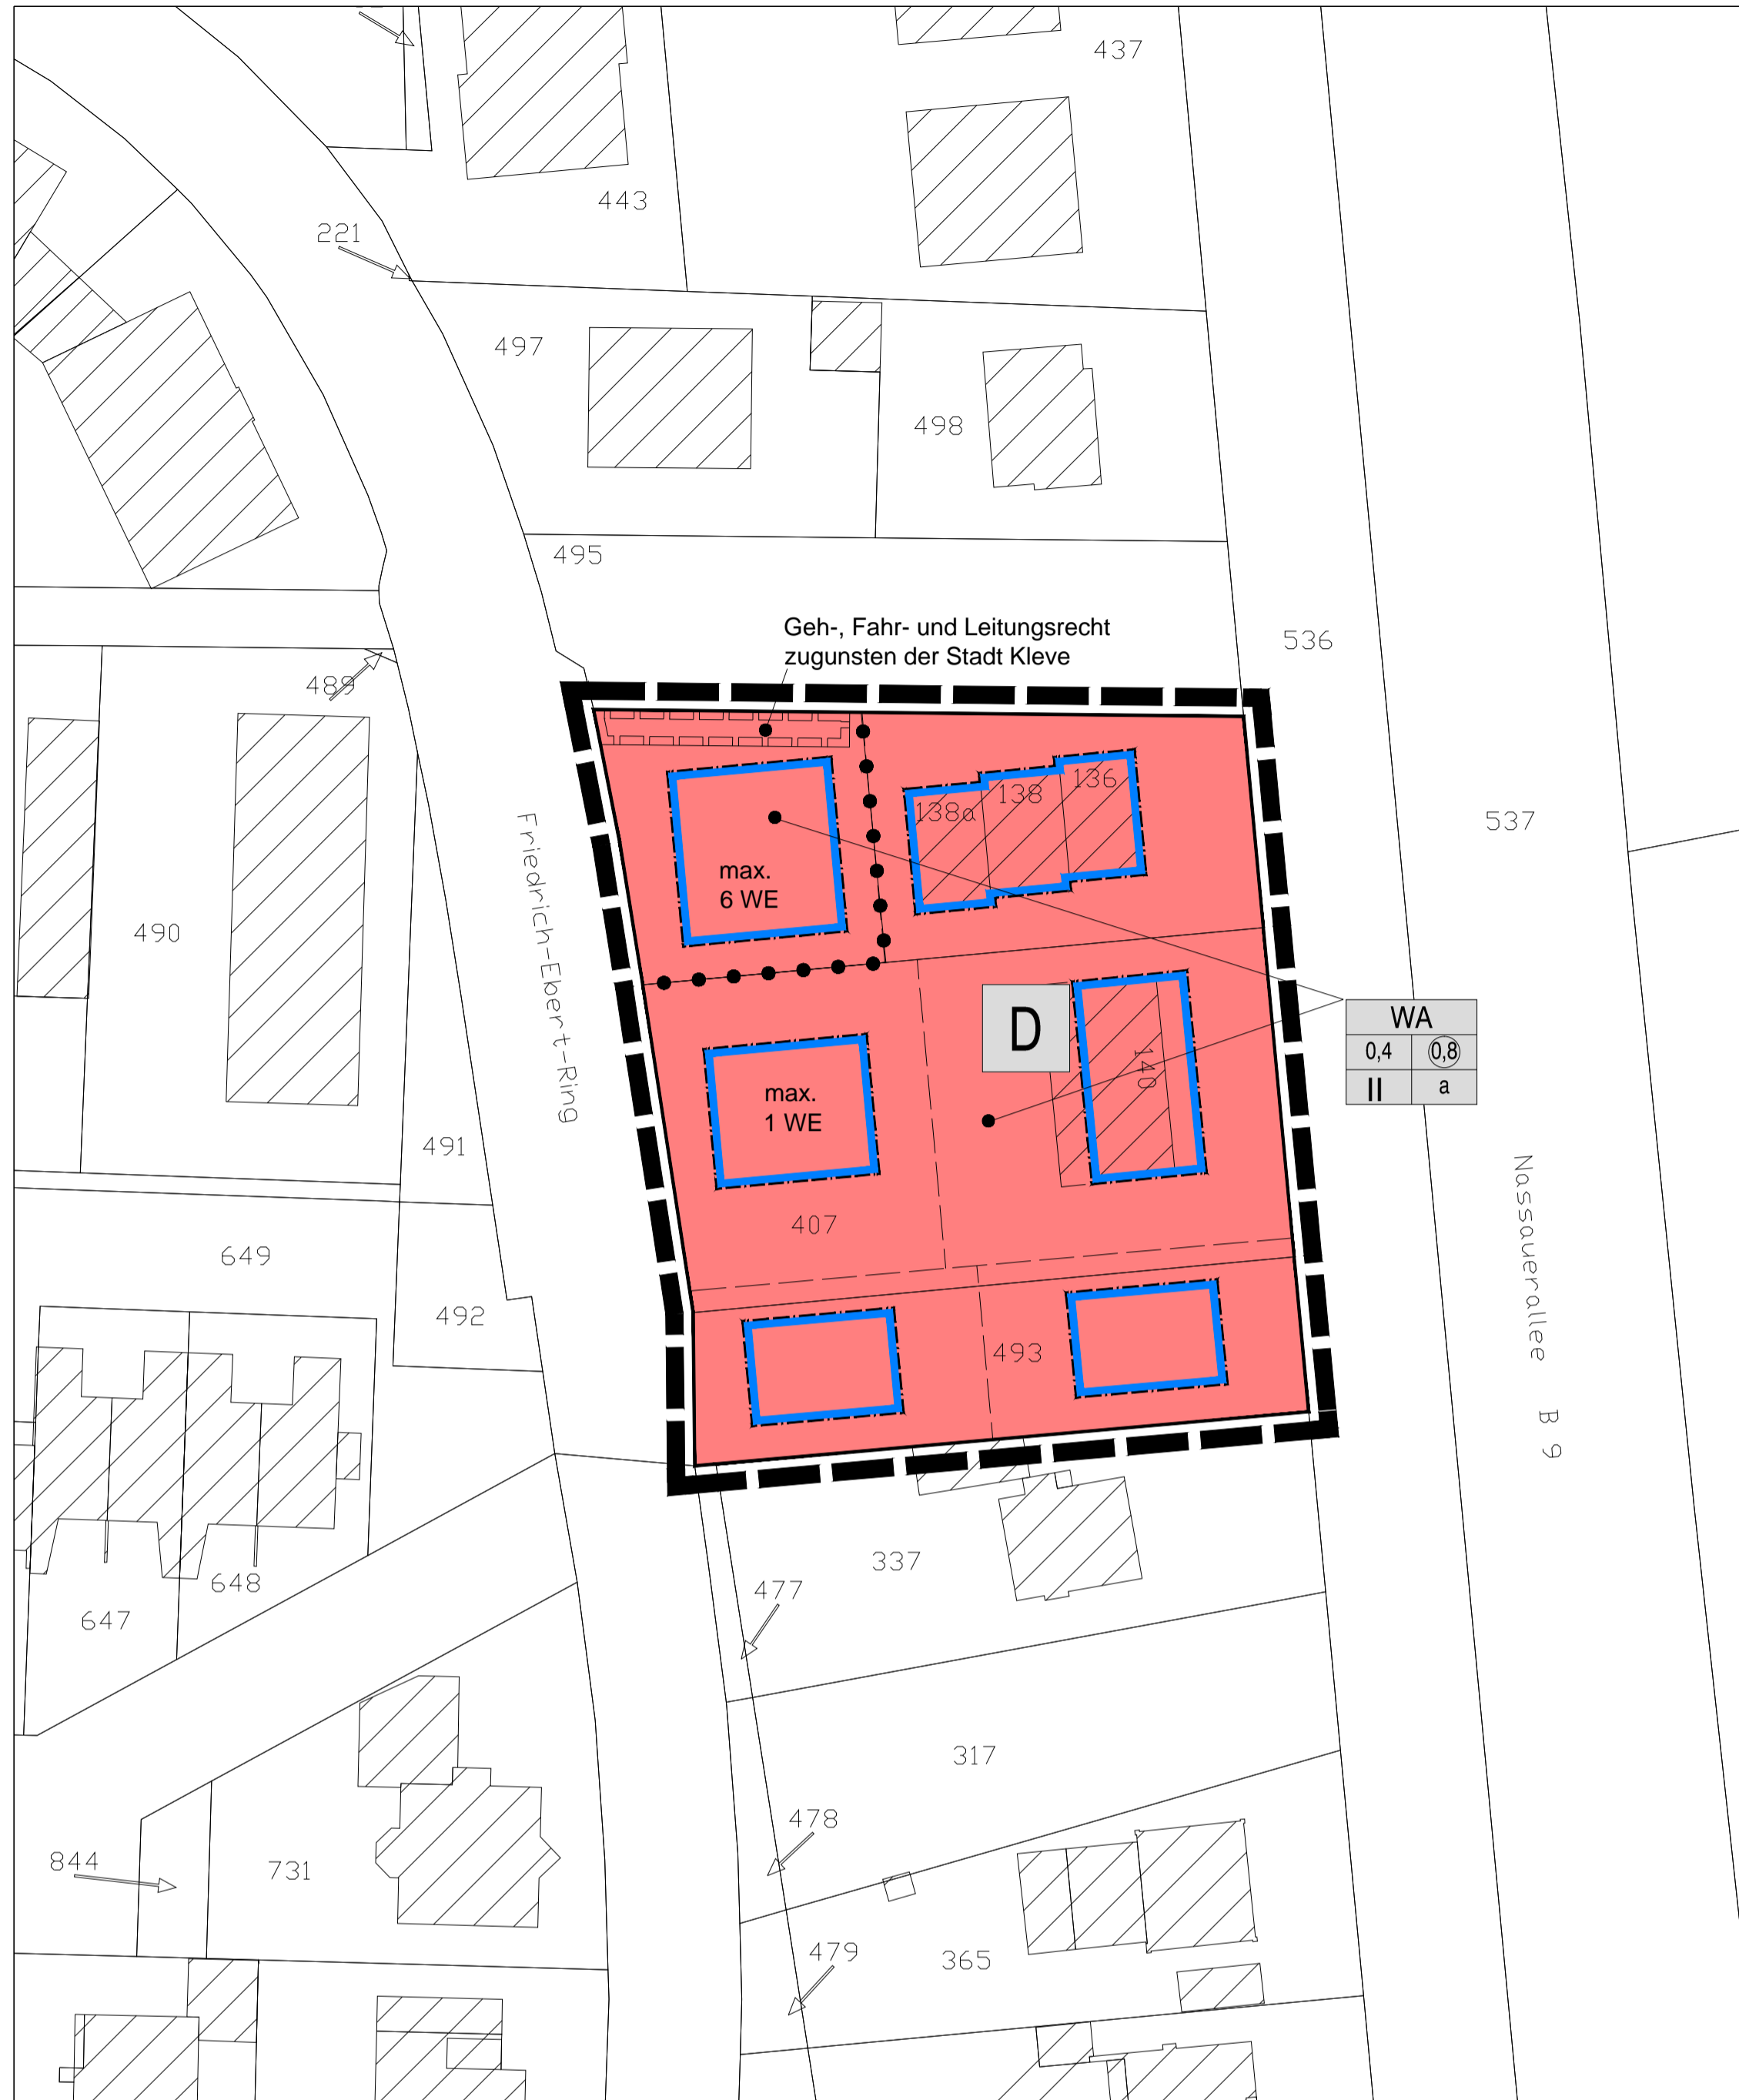 437
443
221
497
498
495
Geh-, Fahr- und Leitungsrecht
zugunsten der Stadt Kleve
536
489
537
136
138
138a
max.
6 WE
Friedrich-Ebert-Ring
490
D
WA
0,4 0,8
II a
140
max.
1 WE
491
407
649
492
493
Nassauerallee B 9
337
477
648
647
317
478
844
731
479
365